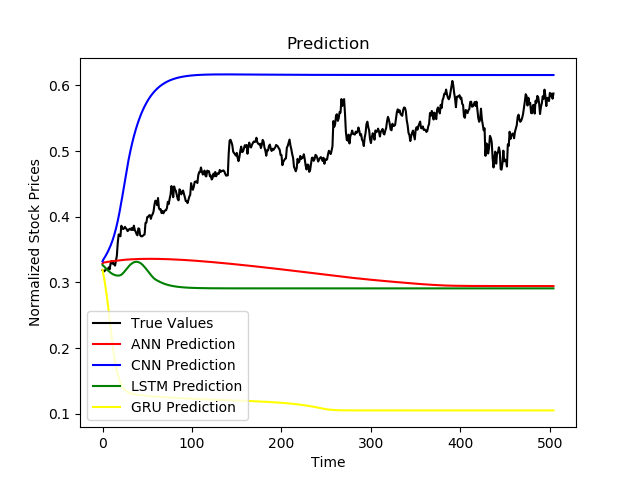 Prediction
Normalized Stock Prices
0.6
0.5
0.4
0.3
0.2
0.1
True Values
ANN Prediction
CNN Prediction
LSTM Prediction
GRU Prediction
0 100 200 300 400 500
Time